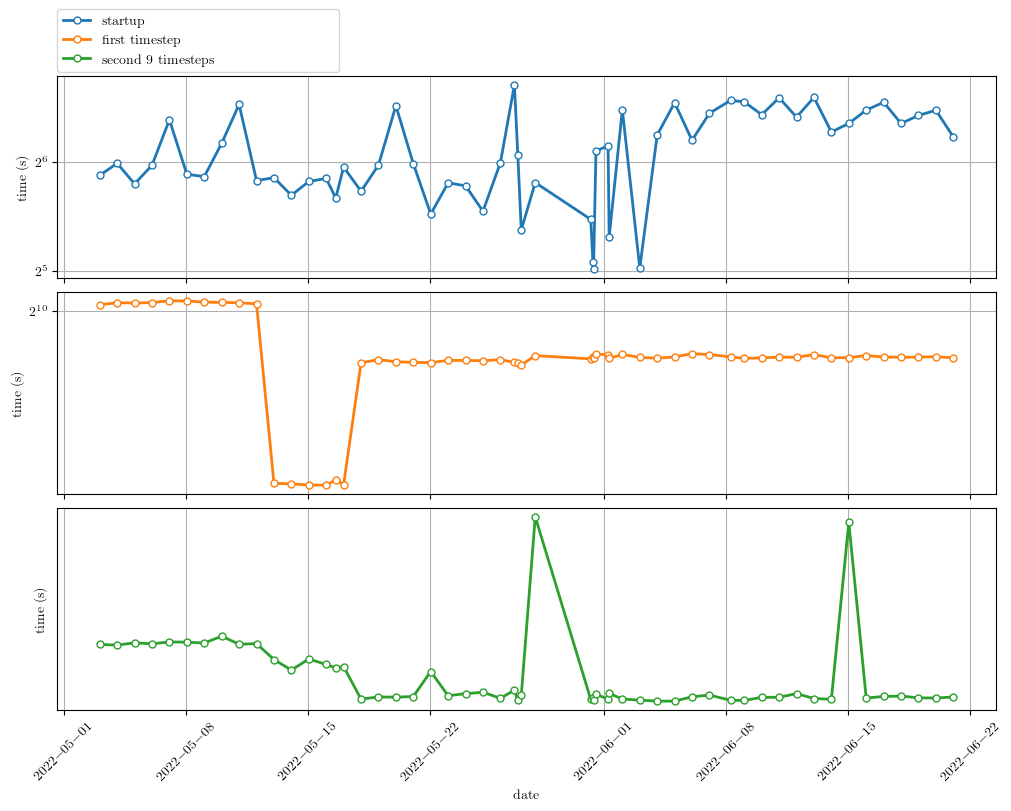 startup
first timestep
second 9 timesteps
time (s)
2^6
2^5
time (s)
2^10
time (s)
2022−05−01
2022−05−08
2022−05−15
2022−05−22
2022−06−01
2022−06−08
2022−06−15
2022−06−22
date